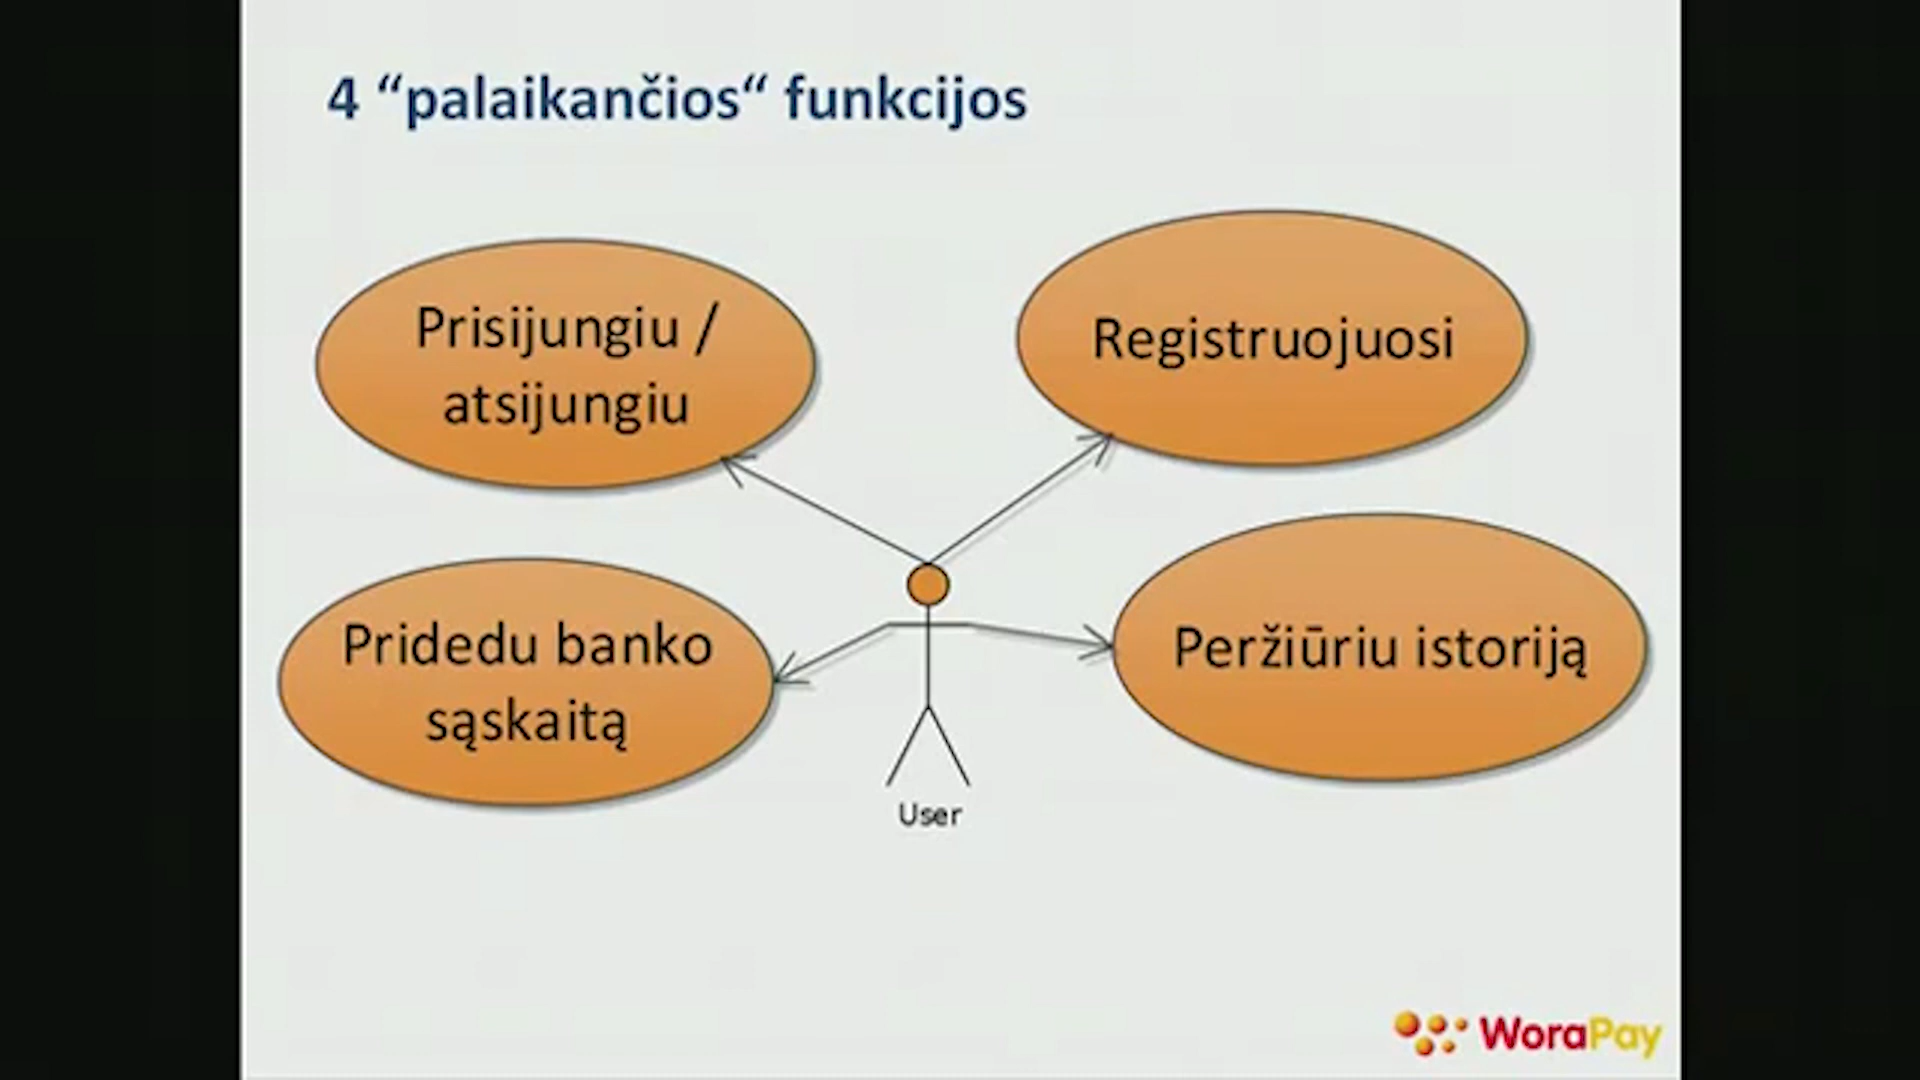 4 “palaikančios“ funkcijos
Prisijungiu /
atsijungiu
Registruojuosi
Pridedu banko
sąskaitą
Peržiūriu istoriją
User
WoraPay